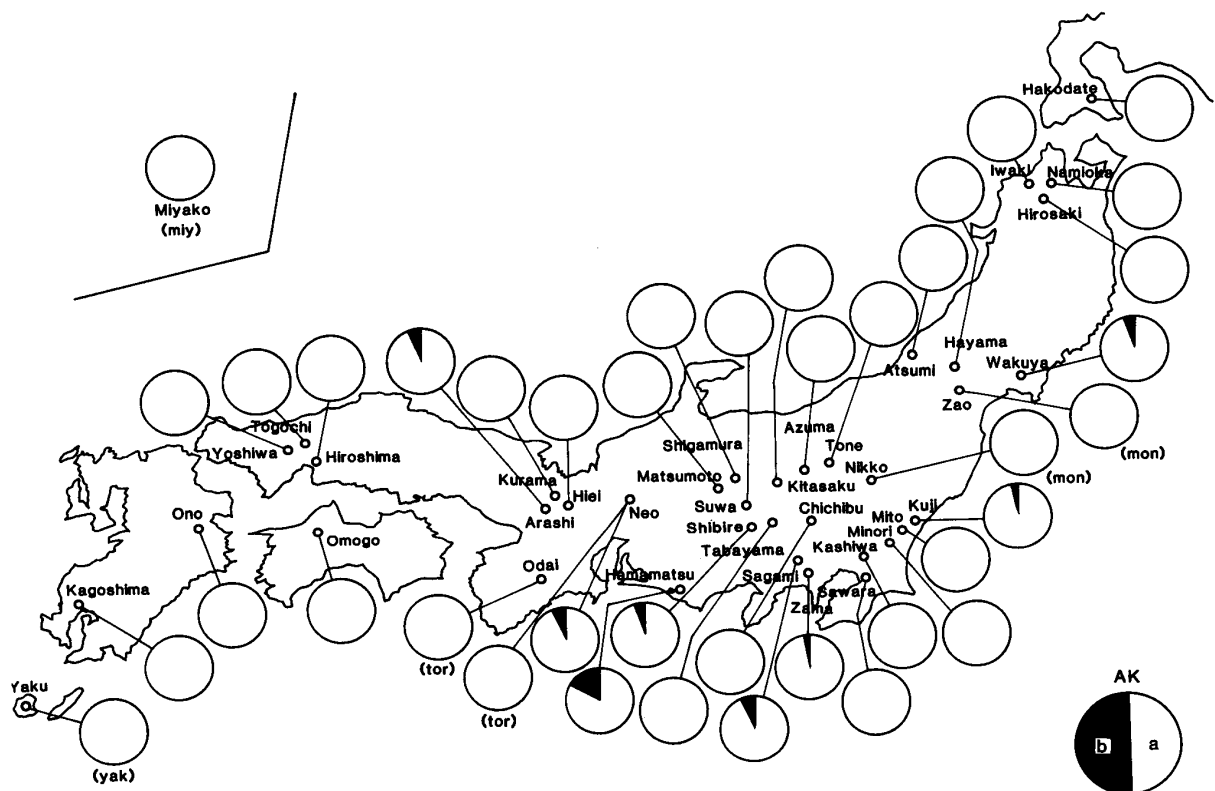 Hakodate
Iwaki
Namioka
Hirosaki
Miyako
(miy)
Hayama
Atsumi
Wakuya
Zao
(mon)
Azuma
Togochi
Yoshiwa
Hiroshima
Shigamura
Tone
Matsumoto
Nikko
(mon)
Kitasaku
Kurama
Hiei
Arashi
Neo
Suwa
Chichibu
Kuji
Mito
Ono
Shibire
Minori
Omogo
Tabayama
Kashiwa
Odai
Hamamatsu
Sagami
Sawara
Kagoshima
Zama
(tor)
(tor)
Yaku
(yak)
AK
b
a